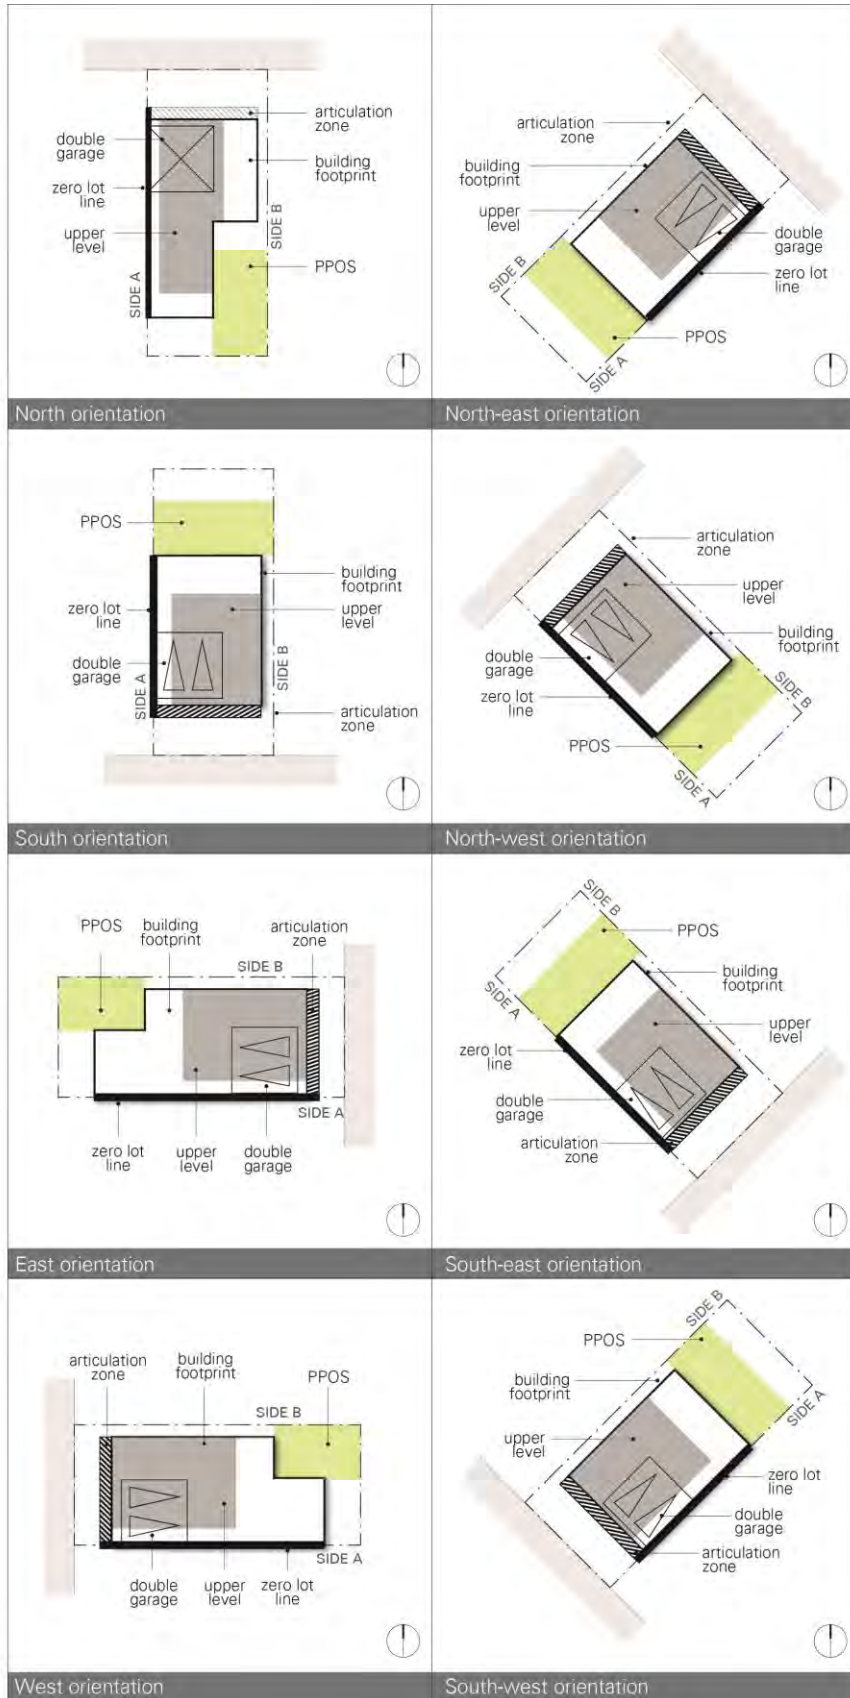 articulation
zone
double
garage
building
footprint
zero lot
line
upper
level
SIDE B
PPOS
SIDE A
North orientation
articulation
zone
building
footprint
upper
level
double
garage
SIDE B
zero lot
line
PPOS
SIDE A
North-east orientation
PPOS
building
footprint
zero lot
line
upper
level
double
garage
SIDE A
SIDE B
articulation
zone
South orientation
articulation
zone
upper
level
building
footprint
double
garage
zero lot
line
SIDE B
PPOS
SIDE A
North-west orientation
PPOS
building
footprint
articulation
zone
SIDE B
SIDE A
zero lot
line
upper
level
double
garage
East orientation
SIDE B
PPOS
building
footprint
SIDE A
upper
level
zero lot
line
double
garage
articulation
zone
South-east orientation
articulation
zone
building
footprint
PPOS
SIDE B
SIDE A
double
garage
upper
level
zero lot
line
West orientation
SIDE B
PPOS
building
footprint
SIDE A
upper
level
zero lot
line
double
garage
articulation
zone
South-west orientation